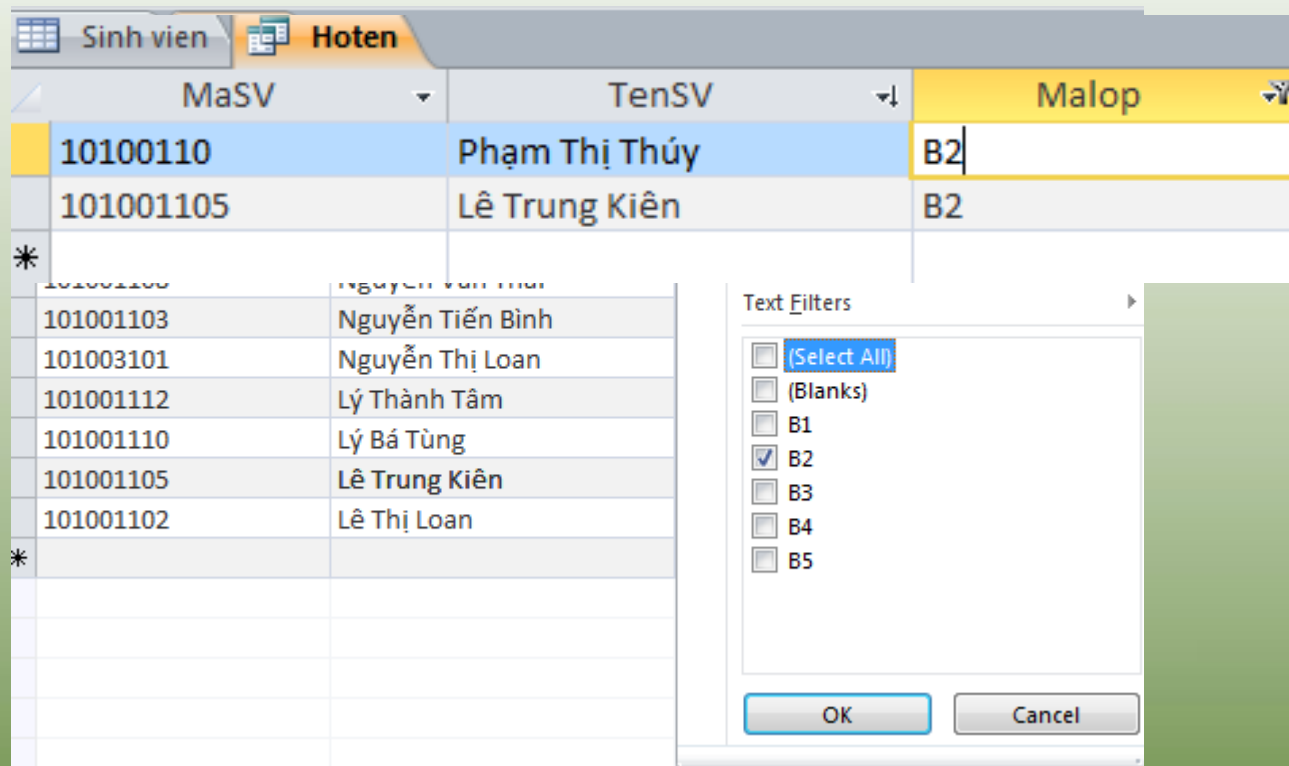 Sinh vien Hoten
MaSV TenSV Malop
10100110 Phạm Thị Thúy B2
101001105 Lê Trung Kiên B2
101001103 Nguyễn Tiến Bình
101003101 Nguyễn Thị Loan
101001112 Lý Thành Tâm
101001110 Lý Bá Tùng
101001105 Lê Trung Kiên
101001102 Lê Thị Loan
Text Filters
(Select All)
(Blanks)
B1
B2
B3
B4
B5
OK Cancel